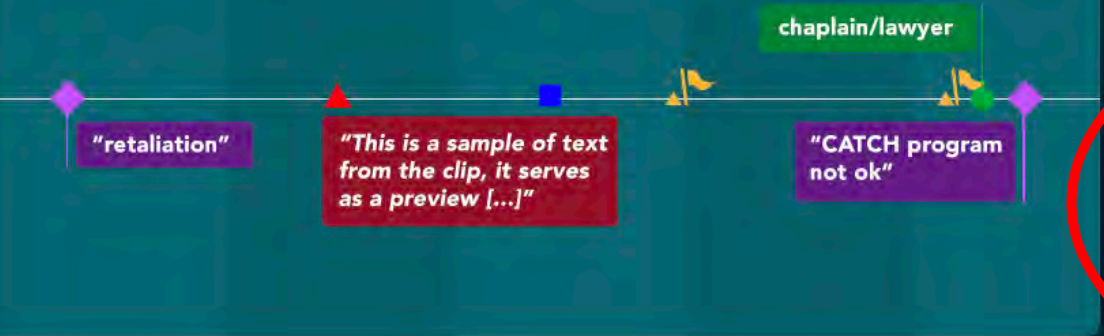 chaplain/lawyer
"retaliation"
"This is a sample of text
from the clip, it serves
as a preview [...]"
"CATCH program
not ok"